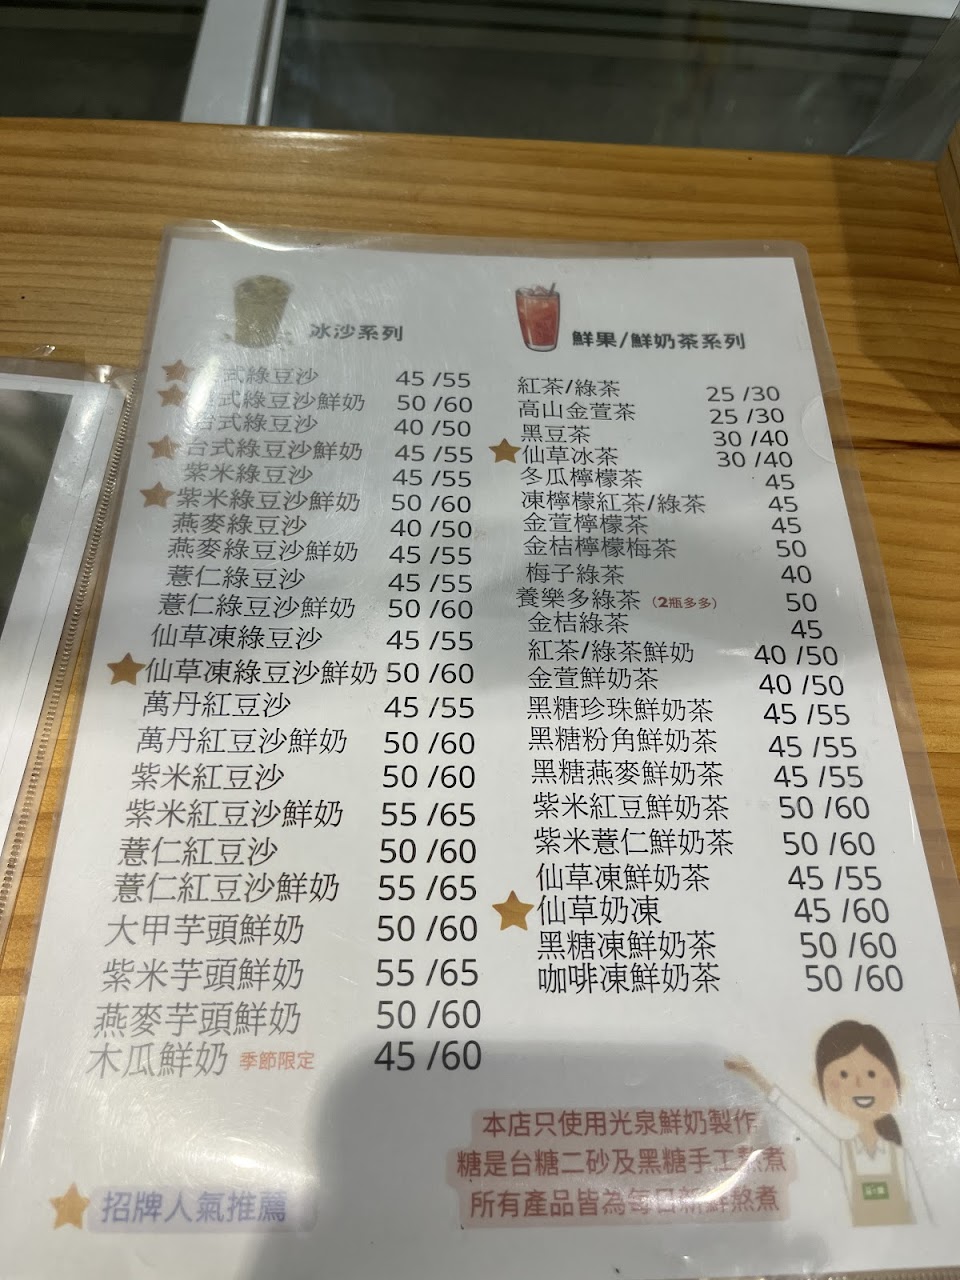 冰沙系列
式綠豆沙 45 /55
式綠豆沙鮮奶 50 /60
台式綠豆沙 40 /50
台式綠豆沙鮮奶 45 /55
紫米綠豆沙 45 /55
紫米綠豆沙鮮奶 50 /60
燕麥綠豆沙 40 /50
燕麥綠豆沙鮮奶 45 /55
薏仁綠豆沙 45 /55
薏仁綠豆沙鮮奶 50 /60
仙草凍綠豆沙 45 /55
仙草凍綠豆沙鮮奶 50 /60
萬丹紅豆沙 45 /55
萬丹紅豆沙鮮奶 50 /60
紫米紅豆沙 50 /60
紫米紅豆沙鮮奶 55 /65
薏仁紅豆沙 50 /60
薏仁紅豆沙鮮奶 55 /65
大甲芋頭鮮奶 50 /60
紫米芋頭鮮奶 55 /65
燕麥芋頭鮮奶 50 /60
木瓜鮮奶 季節限定 45 /60
招牌人氣推薦
鮮果/鮮奶茶系列
紅茶/綠茶 25 /30
高山金萱茶 25 /30
黑豆茶 30 /40
仙草冰茶 30 /40
冬瓜檸檬茶 45
凍檸檬紅茶/綠茶 45
金萱檸檬茶 45
金桔檸檬梅茶 50
梅子綠茶 40
養樂多綠茶 (2瓶多多) 50
金桔綠茶 45
紅茶/綠茶鮮奶 40 /50
金萱鮮奶茶 40 /50
黑糖珍珠鮮奶茶 45 /55
黑糖粉角鮮奶茶 45 /55
黑糖燕麥鮮奶茶 45 /55
紫米紅豆鮮奶茶 50 /60
紫米薏仁鮮奶茶 50 /60
仙草凍鮮奶茶 45 /55
仙草奶凍 45 /60
黑糖凍鮮奶茶 50 /60
咖啡凍鮮奶茶 50 /60
本店只使用光泉鮮奶製作
糖是台糖二砂及黑糖手工熬煮
所有產品皆為每日新鮮熬煮